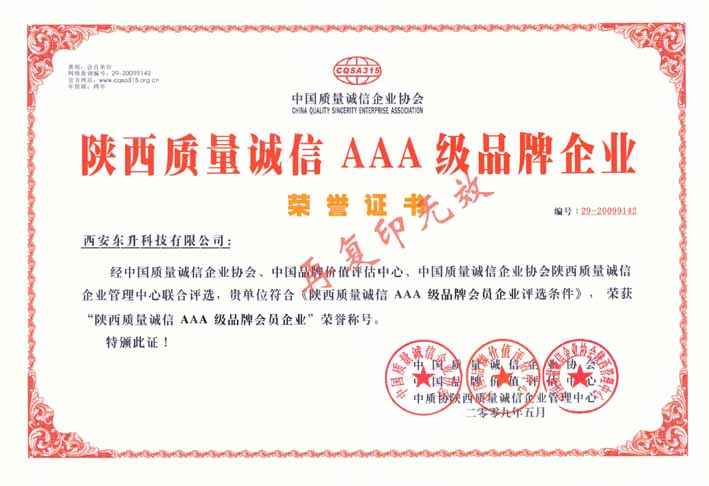 类别：会员单位
网络查询编号：29-20099142
官方网站：www.cqsa315.org.cn
年检期：两年
CQSA315
中国质量诚信企业协会
CHINA QUALITY SINCERITY ENTERPRISE ASSOCIATION
陕西质量诚信 AAA 级品牌企业
荣誉证书
编号：29-20099142
再复印无效
西安东升科技有限公司：
经中国质量诚信企业协会、中国品牌价值评估中心、中国质量诚信企业协会陕西质量诚信
企业管理中心联合评选，贵单位符合《陕西质量诚信 AAA 级品牌会员企业评选条件》，荣获
“陕西质量诚信 AAA 级品牌会员企业”荣誉称号。
特颁此证！
中国质量诚信企业协会
中国品牌价值评估中心
中质协陕西质量诚信企业管理中心
二零零九年五月